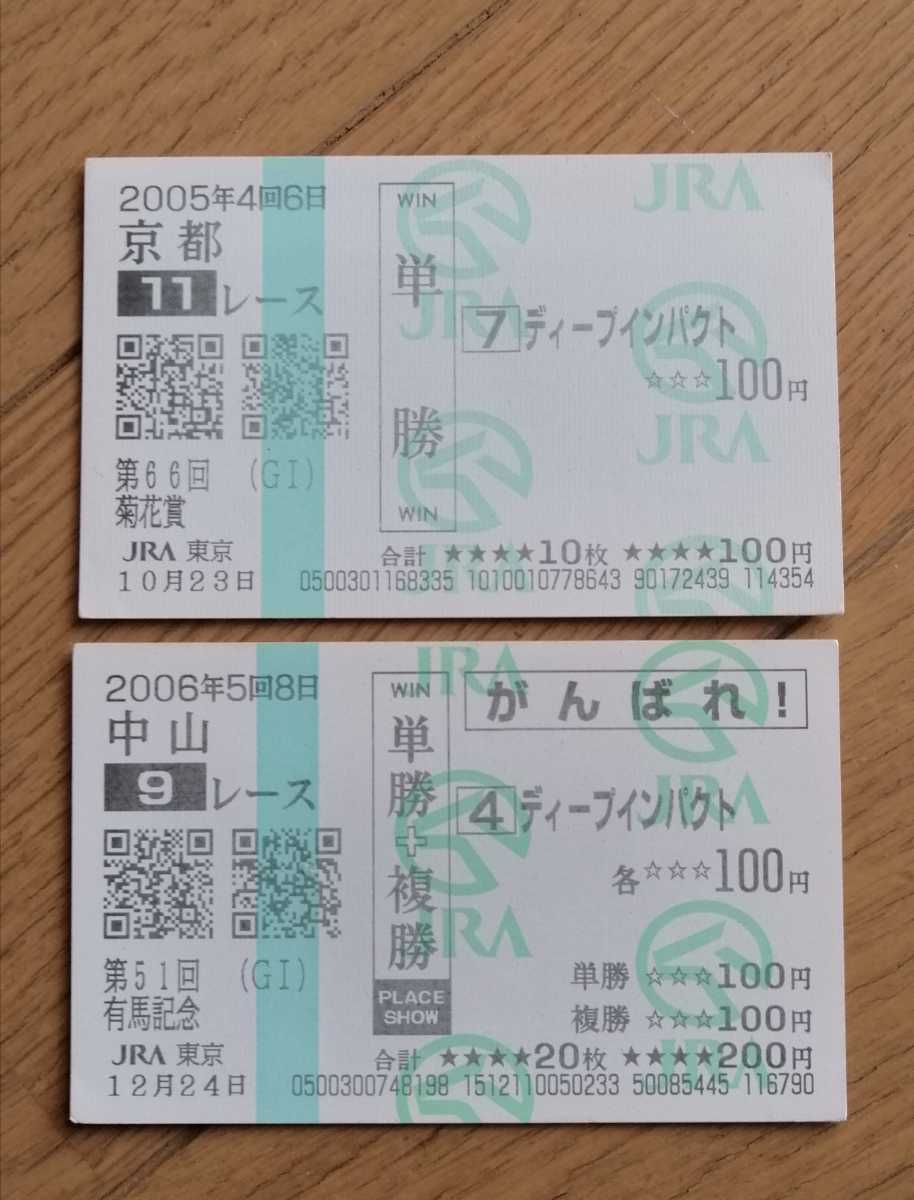 2005年4回6日
京都
11レース
第66回 (GI)
菊花賞
JRA 東京
10月23日
WIN
単勝
WIN
JRA
JRA
JRA
7 ディープインパクト
☆☆☆100円
合計 ★★★★10枚 ★★★★100円
0500301168335 1010010778643 90172439 114354
2006年5回8日
中山
9レース
第51回 (GI)
有馬記念
JRA 東京
12月24日
WIN
単勝+複勝
PLACE
SHOW
JRA
JRA
JRA
JRA
がんばれ!
4 ディープインパクト
各☆☆☆100円
単勝 ☆☆☆100円
複勝 ☆☆☆100円
合計 ★★★★20枚 ★★★★200円
0500300748198 1512110050233 50085445 116790